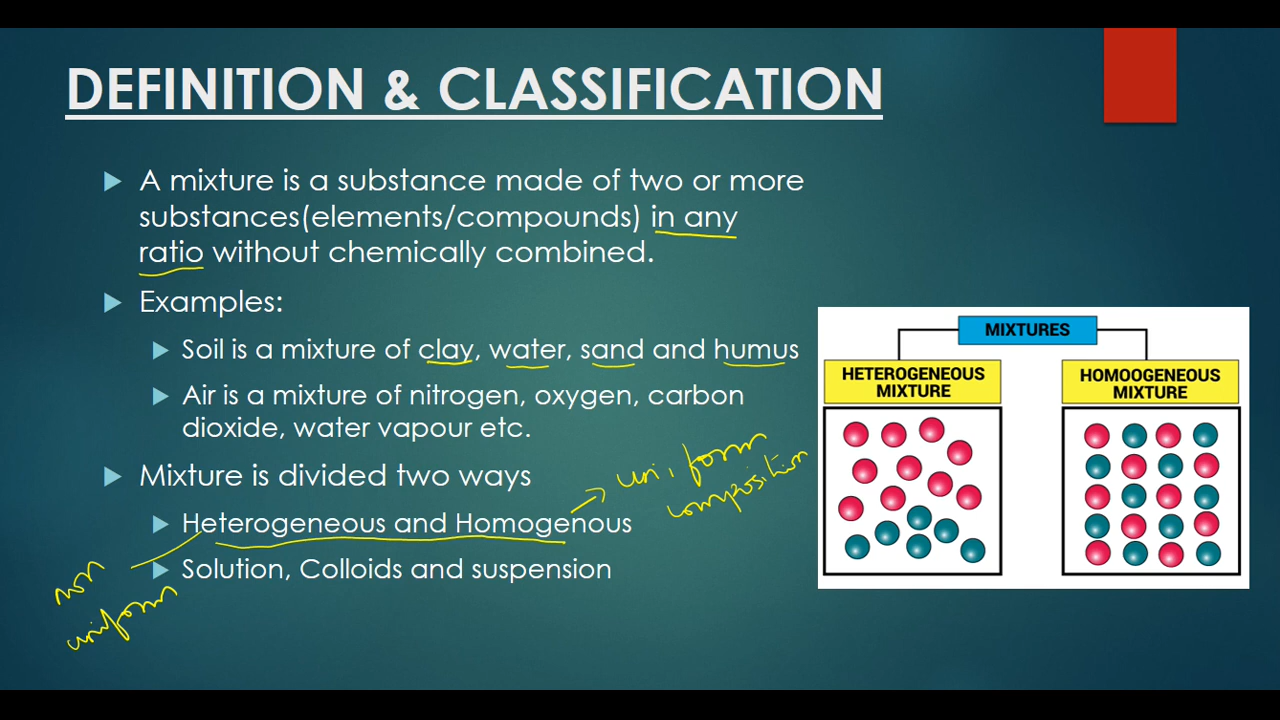 DEFINITION & CLASSIFICATION
A mixture is a substance made of two or more
substances(elements/compounds) in any
ratio without chemically combined.
Examples:
Soil is a mixture of clay, water, sand and humus
Air is a mixture of nitrogen, oxygen, carbon
dioxide, water vapour etc.
Mixture is divided two ways
Heterogeneous and Homogenous
Solution, Colloids and suspension
uniform
composition
non
uniform
MIXTURES
HETEROGENEOUS
MIXTURE
HOMOOGENEOUS
MIXTURE